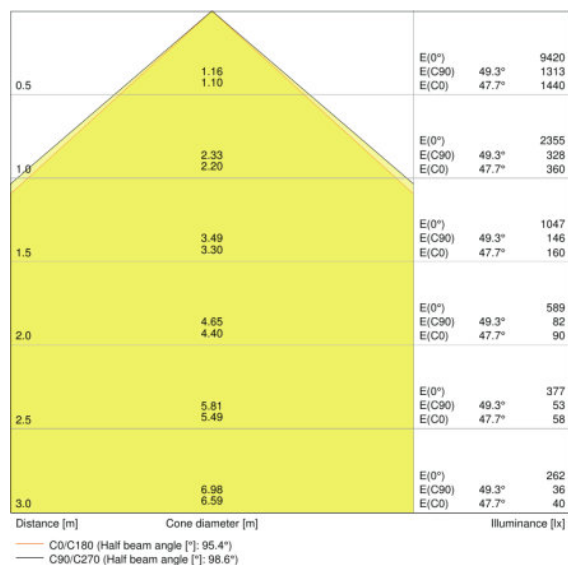 E(0°) 9420
1.16 E(C90) 49.3° 1313
0.5 1.10 E(C0) 47.7° 1440
E(0°) 2355
2.33 E(C90) 49.3° 328
1.0 2.20 E(C0) 47.7° 360
E(0°) 1047
3.49 E(C90) 49.3° 146
1.5 3.30 E(C0) 47.7° 160
E(0°) 589
4.65 E(C90) 49.3° 82
2.0 4.40 E(C0) 47.7° 90
E(0°) 377
5.81 E(C90) 49.3° 53
2.5 5.49 E(C0) 47.7° 58
E(0°) 262
6.98 E(C90) 49.3° 36
3.0 6.59 E(C0) 47.7° 40
Distance [m] Cone diameter [m] Illuminance [lx]
C0/C180 (Half beam angle [°]: 95.4°)
C90/C270 (Half beam angle [°]: 98.6°)